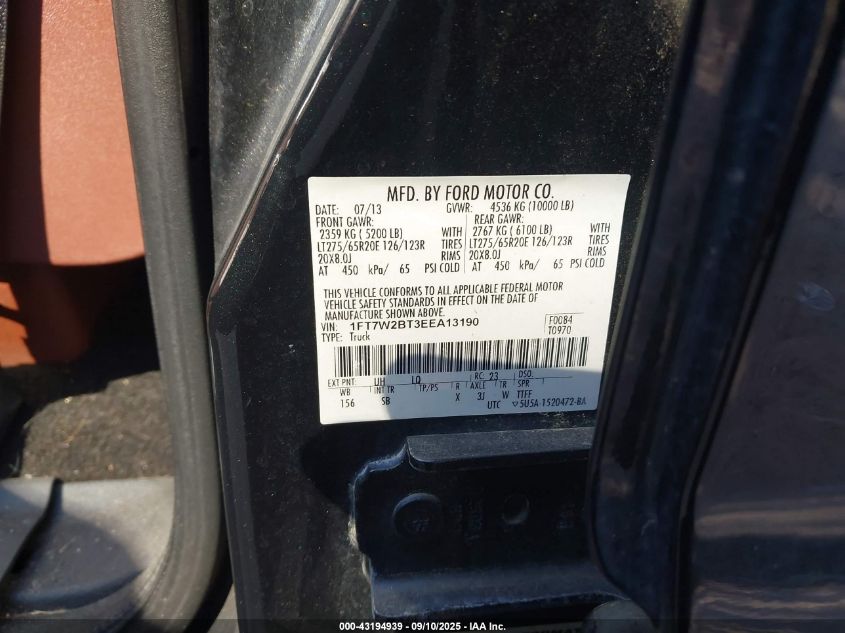 MFD. BY FORD MOTOR CO.
DATE: 07/13 GVWR: 4536 KG (10000 LB)
FRONT GAWR: REAR GAWR:
2359 KG ( 5200 LB) WITH 2767 KG ( 6100 LB) WITH
LT275/65R20E 126/123R TIRES LT275/65R20E 126/123R TIRES
20X8.0J RIMS 20X8.0J RIMS
AT 450 kPa/ 65 PSI COLD AT 450 kPa/ 65 PSI COLD
THIS VEHICLE CONFORMS TO ALL APPLICABLE FEDERAL MOTOR
VEHICLE SAFETY STANDARDS IN EFFECT ON THE DATE OF
MANUFACTURE SHOWN ABOVE.
VIN: 1FT7W2BT3EEA13190 F0084
TYPE: Truck T0970
EXT PNT: UH LQ RC: 23 DSO:
WB INT TR TP/PS R AXLE TR SPR
156 SB X 3J W TTFF
UTC ▽5U5A-1520472-BA
000-43194939 - 09/10/2025 - IAA Inc.